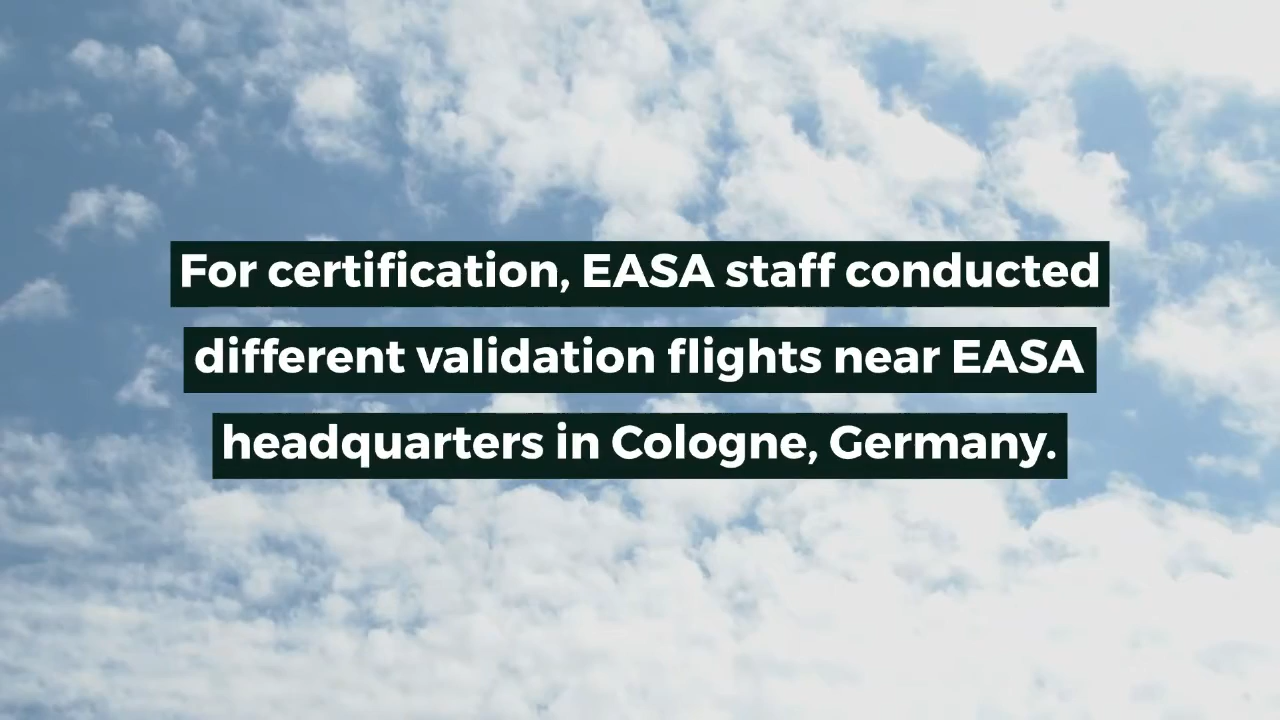 For certification, EASA staff conducted
different validation flights near EASA
headquarters in Cologne, Germany.